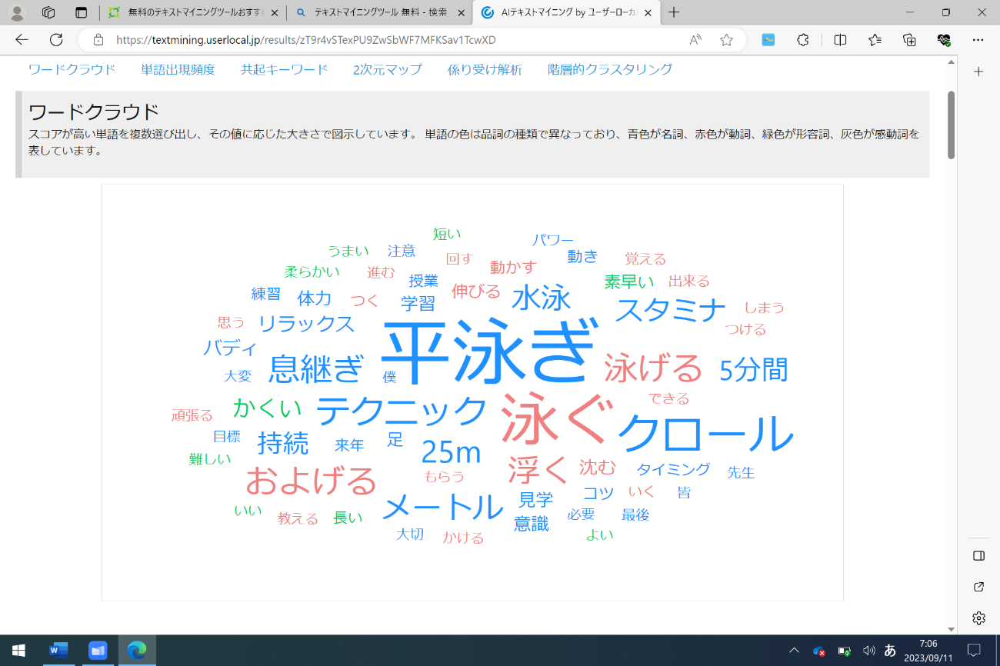 無料のテキストマイニングツールおすす
テキストマイニングツール 無料 - 検索
AIテキストマイニング by ユーザーローカ
https://textmining.userlocal.jp/results/zT9r4vSTexPU9ZwSbWF7MFKSav1TcwXD
ワードクラウド 単語出現頻度 共起キーワード 2次元マップ 係り受け解析 階層的クラスタリング
ワードクラウド
スコアが高い単語を複数選び出し、その値に応じた大きさで図示しています。 単語の色は品詞の種類で異なっており、青色が名詞、赤色が動詞、緑色が形容詞、灰色が感動詞を
表しています。
短い パワー
うまい 注意 回す 動き 覚える
柔らかい 進む 授業 動かす 素早い 出来る
練習 体力 つく 学習 伸びる 水泳 スタミナ しまう
思う リラックス 平泳ぎ つける
バディ 息継ぎ 泳げる 5分間
大変 僕
頑張る かくい テクニック 泳ぐ できる
目標 持続 来年 足 25m クロール
難しい およげる もらう 浮く 沈む タイミング 先生
いい 教える 長い メートル 見学 コツ いく 皆
意識 必要 最後
大切 かける よい
あ
7:06
2023/09/11